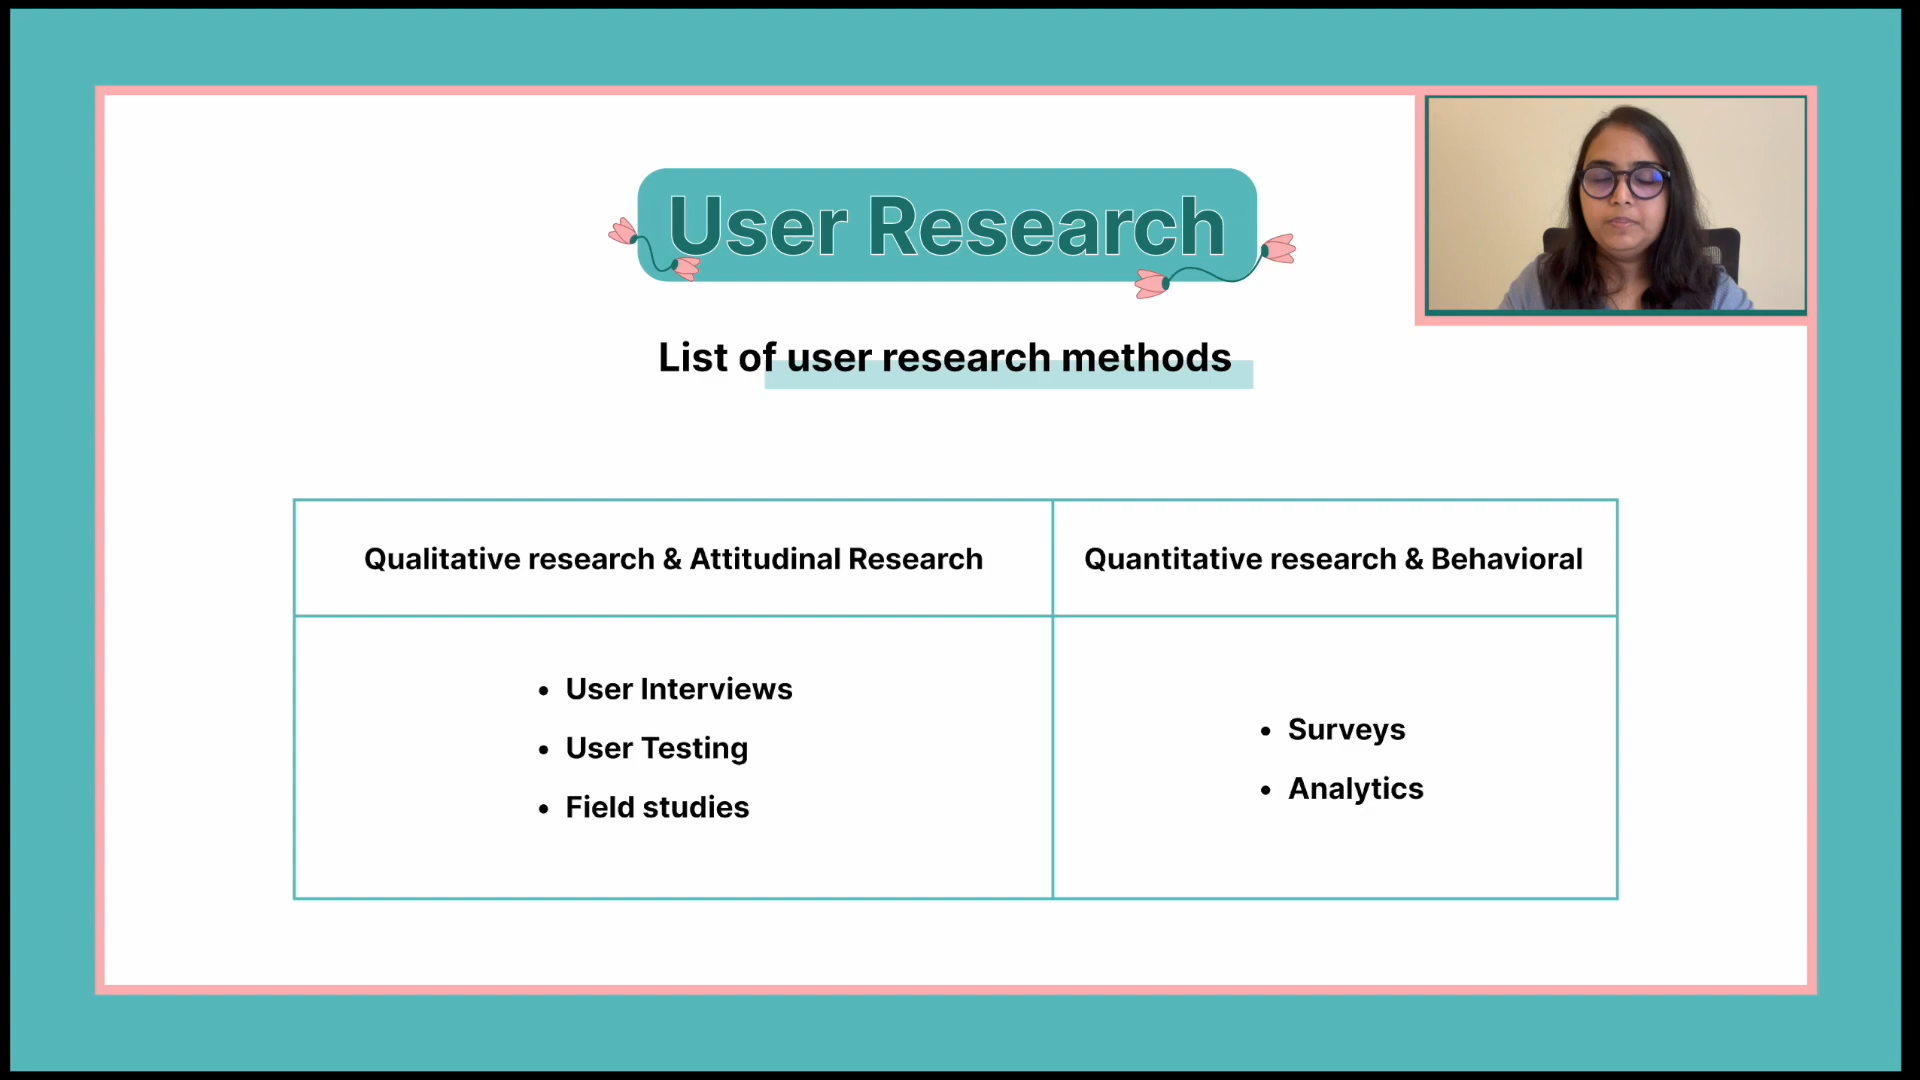 User Research
List of user research methods
Qualitative research & Attitudinal Research
Quantitative research & Behavioral
User Interviews
User Testing
Field studies
Surveys
Analytics